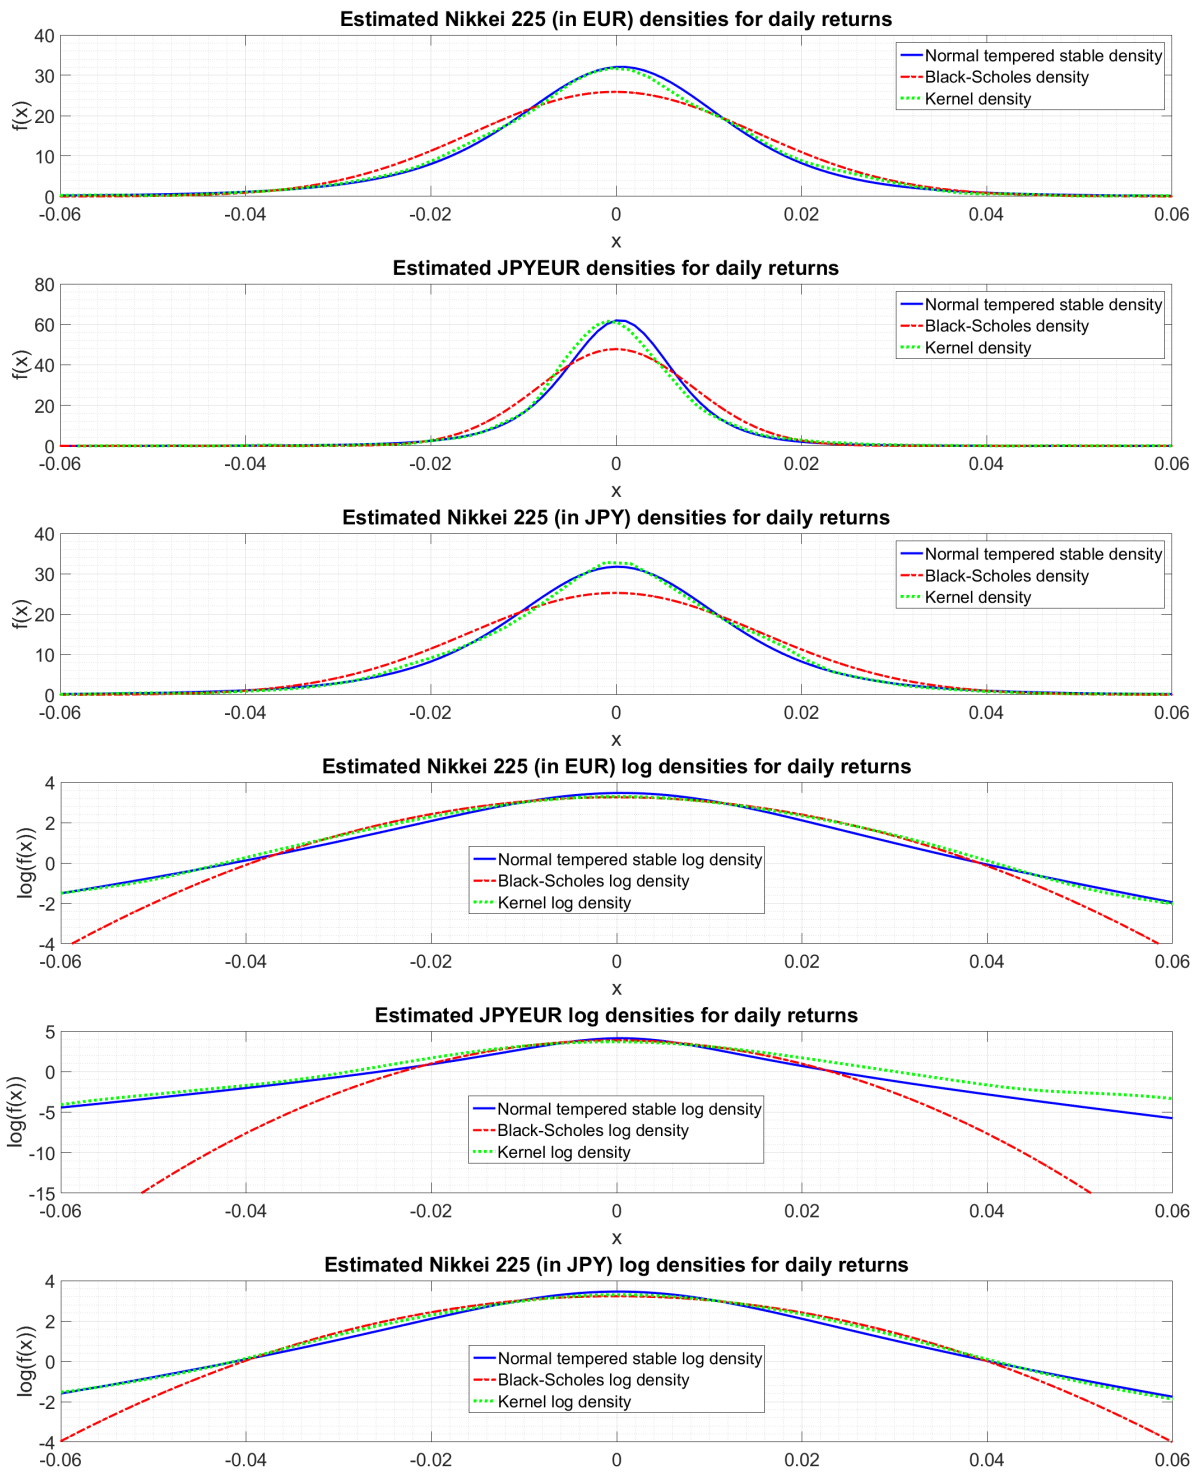 Estimated Nikkei 225 (in EUR) densities for daily returns
40
30
20
10
0
f(x)
Normal tempered stable density
Black-Scholes density
Kernel density
-0.06 -0.04 -0.02 0 0.02 0.04 0.06
x
Estimated JPYEUR densities for daily returns
80
60
40
20
0
f(x)
Normal tempered stable density
Black-Scholes density
Kernel density
-0.06 -0.04 -0.02 0 0.02 0.04 0.06
x
Estimated Nikkei 225 (in JPY) densities for daily returns
40
30
20
10
0
f(x)
Normal tempered stable density
Black-Scholes density
Kernel density
-0.06 -0.04 -0.02 0 0.02 0.04 0.06
x
Estimated Nikkei 225 (in EUR) log densities for daily returns
4
2
0
-2
-4
log(f(x))
Normal tempered stable log density
Black-Scholes log density
Kernel log density
-0.06 -0.04 -0.02 0 0.02 0.04 0.06
x
Estimated JPYEUR log densities for daily returns
5
0
-5
-10
-15
log(f(x))
Normal tempered stable log density
Black-Scholes log density
Kernel log density
-0.06 -0.04 -0.02 0 0.02 0.04 0.06
x
Estimated Nikkei 225 (in JPY) log densities for daily returns
4
2
0
-2
-4
log(f(x))
Normal tempered stable log density
Black-Scholes log density
Kernel log density
-0.06 -0.04 -0.02 0 0.02 0.04 0.06
x